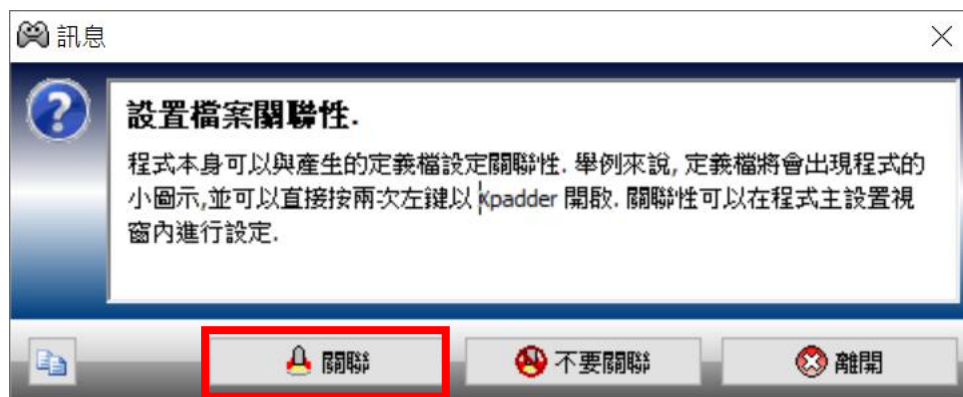 訊息
設置檔案關聯性.
程式本身可以與產生的定義檔設定關聯性. 舉例來說, 定義檔將會出現程式的
小圖示,並可以直接按兩次左鍵以 Xpadder 開啟. 關聯性可以在程式主設置視
窗內進行設定.
關聯
不要關聯
離開